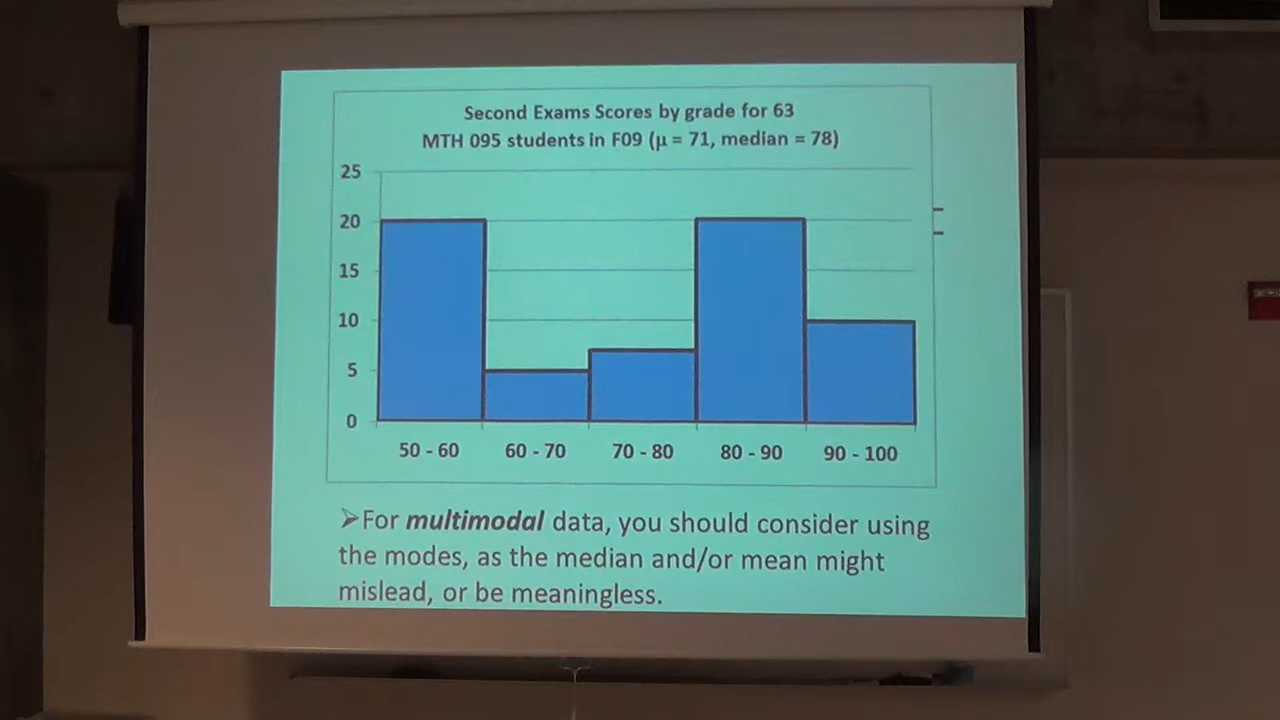 Second Exams Scores by grade for 63
MTH 095 students in F09 (μ = 71, median = 78)
25
20
15
10
5
0
50 - 60 60 - 70 70 - 80 80 - 90 90 - 100
➢For multimodal data, you should consider using
the modes, as the median and/or mean might
mislead, or be meaningless.